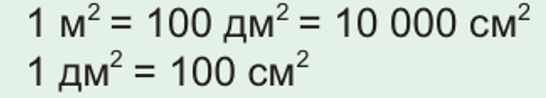 1 м² = 100 дм² = 10 000 см²
1 дм² = 100 см²